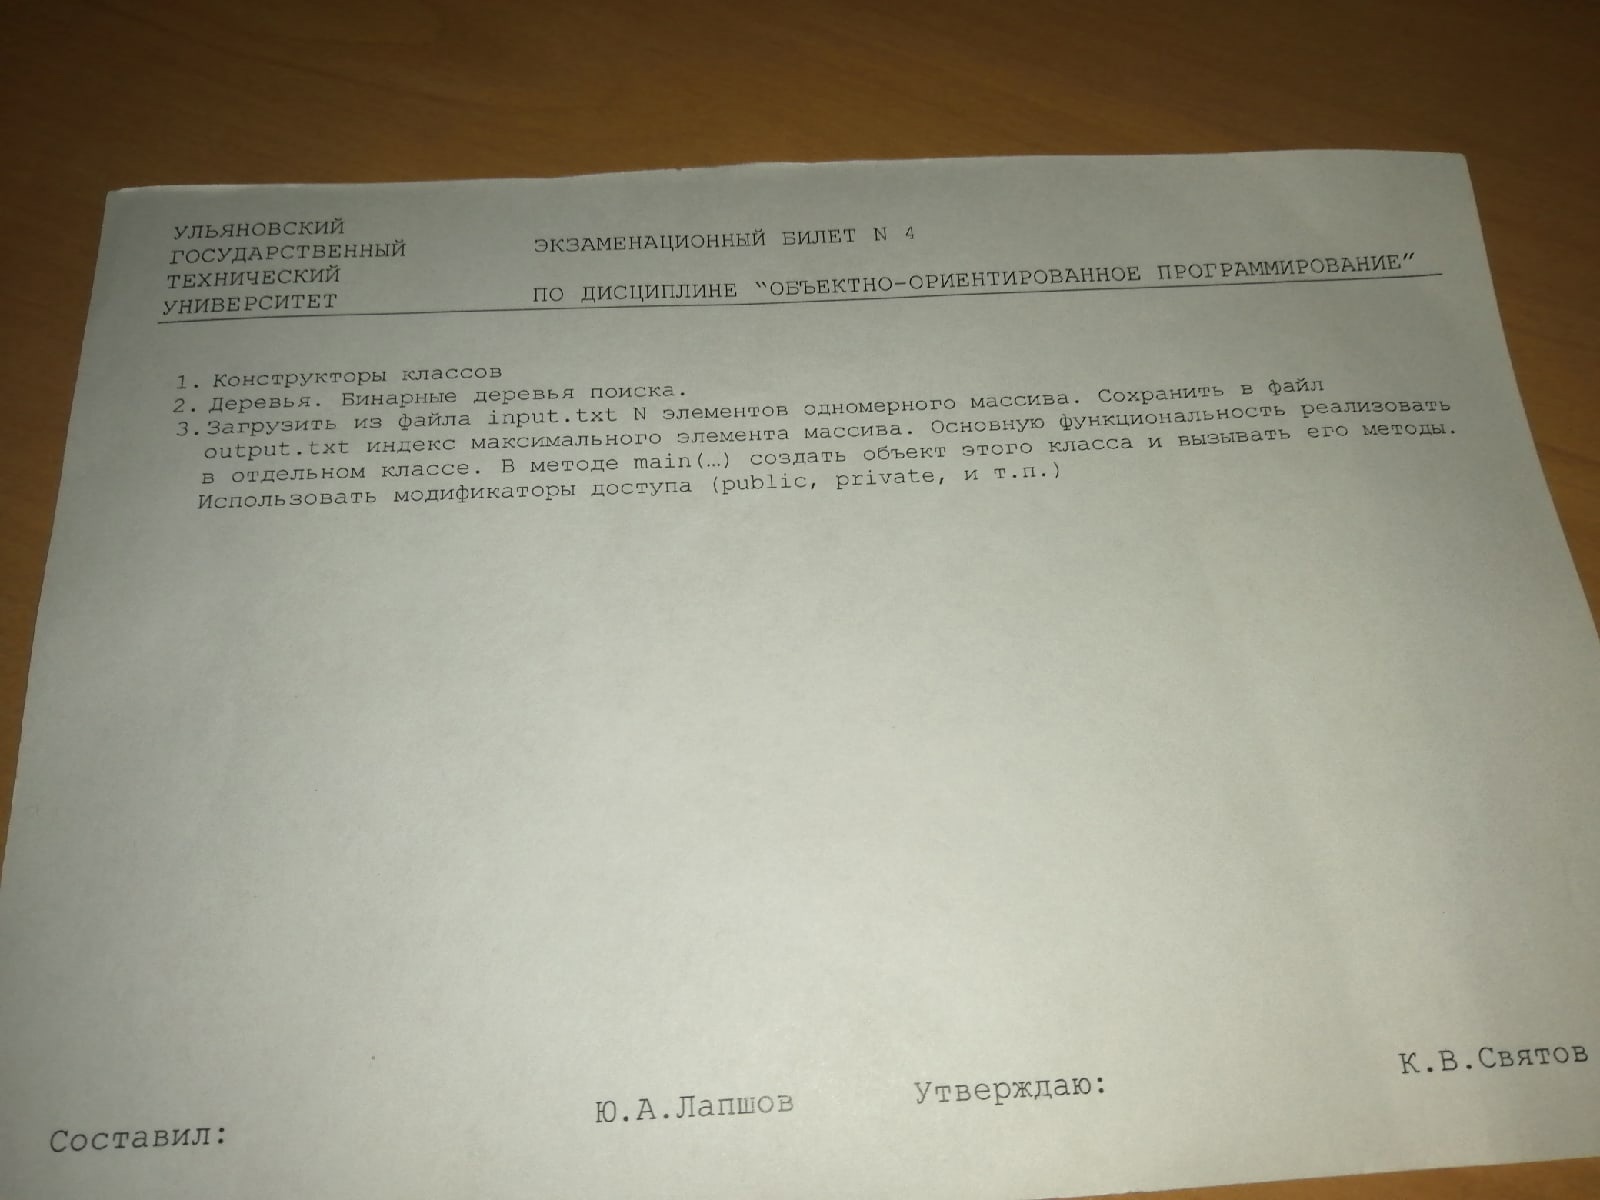 УЛЬЯНОВСКИЙ
ГОСУДАРСТВЕННЫЙ
ТЕХНИЧЕСКИЙ
УНИВЕРСИТЕТ
ЭКЗАМЕНАЦИОННЫЙ БИЛЕТ N 4
ПО ДИСЦИПЛИНЕ "ОБЪЕКТНО-ОРИЕНТИРОВАННОЕ ПРОГРАММИРОВАНИЕ"
1. Конструкторы классов
2. Деревья. Бинарные деревья поиска.
3. Загрузить из файла input.txt N элементов одномерного массива. Сохранить в файл
output.txt индекс максимального элемента массива. Основную функциональность реализовать
в отдельном классе. В методе main(…) создать объект этого класса и вызывать его методы.
Использовать модификаторы доступа (public, private, и т.п.)
Составил: Ю.А.Лапшов Утверждаю: К.В.Святов